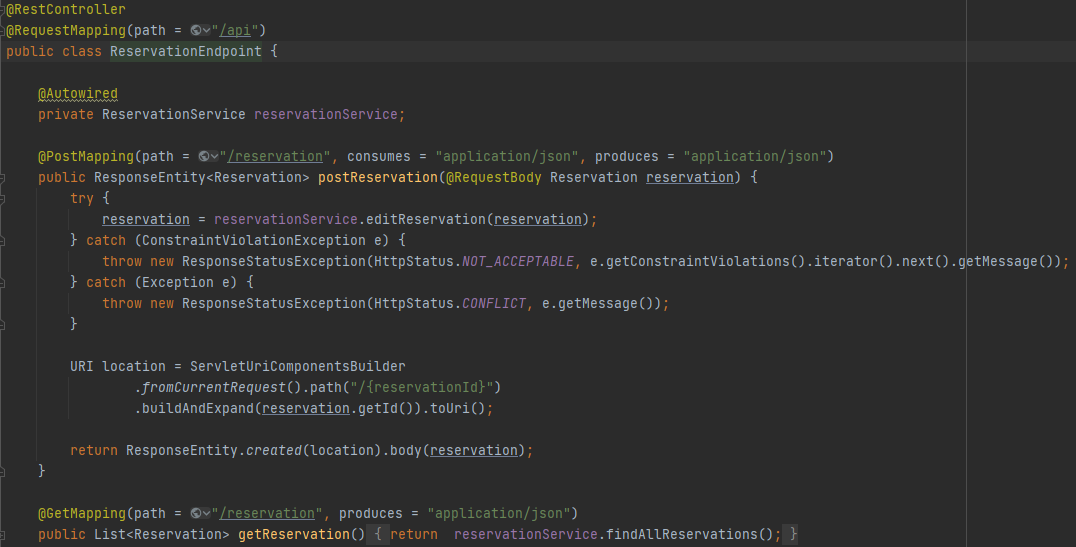 @RestController
@RequestMapping(path = "/api")
public class ReservationEndpoint {
@Autowired
private ReservationService reservationService;
@PostMapping(path = "/reservation", consumes = "application/json", produces = "application/json")
public ResponseEntity<Reservation> postReservation(@RequestBody Reservation reservation) {
try {
reservation = reservationService.editReservation(reservation);
} catch (ConstraintViolationException e) {
throw new ResponseStatusException(HttpStatus.NOT_ACCEPTABLE, e.getConstraintViolations().iterator().next().getMessage());
} catch (Exception e) {
throw new ResponseStatusException(HttpStatus.CONFLICT, e.getMessage());
}
URI location = ServletUriComponentsBuilder
.fromCurrentRequest().path("/{reservationId}")
.buildAndExpand(reservation.getId()).toUri();
return ResponseEntity.created(location).body(reservation);
}
@GetMapping(path = "/reservation", produces = "application/json")
public List<Reservation> getReservation() { return reservationService.findAllReservations(); }